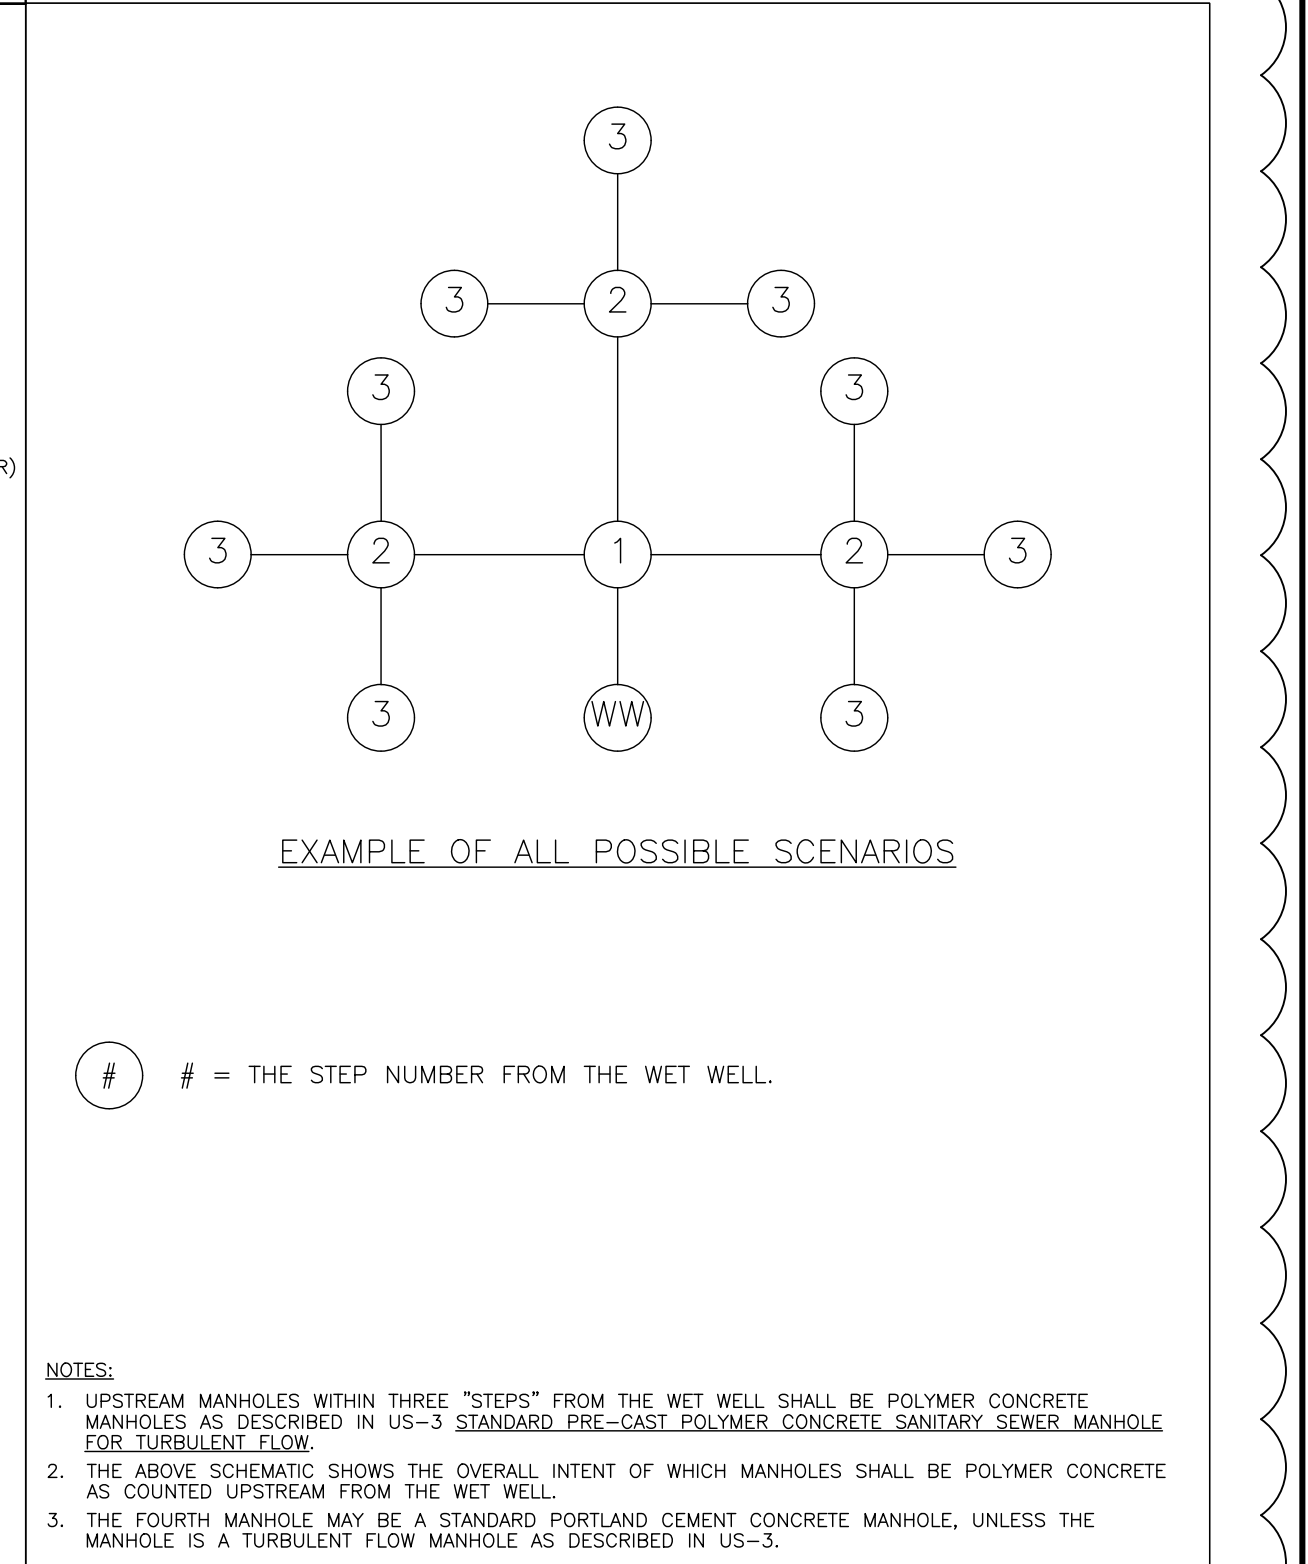 3
3 2 3
3 3
R)
3 2 1 2 3
3 WW 3
EXAMPLE OF ALL POSSIBLE SCENARIOS
# # = THE STEP NUMBER FROM THE WET WELL.
NOTES:
1. UPSTREAM MANHOLES WITHIN THREE "STEPS" FROM THE WET WELL SHALL BE POLYMER CONCRETE
MANHOLES AS DESCRIBED IN US-3 STANDARD PRE-CAST POLYMER CONCRETE SANITARY SEWER MANHOLE
FOR TURBULENT FLOW.
2. THE ABOVE SCHEMATIC SHOWS THE OVERALL INTENT OF WHICH MANHOLES SHALL BE POLYMER CONCRETE
AS COUNTED UPSTREAM FROM THE WET WELL.
3. THE FOURTH MANHOLE MAY BE A STANDARD PORTLAND CEMENT CONCRETE MANHOLE, UNLESS THE
MANHOLE IS A TURBULENT FLOW MANHOLE AS DESCRIBED IN US-3.